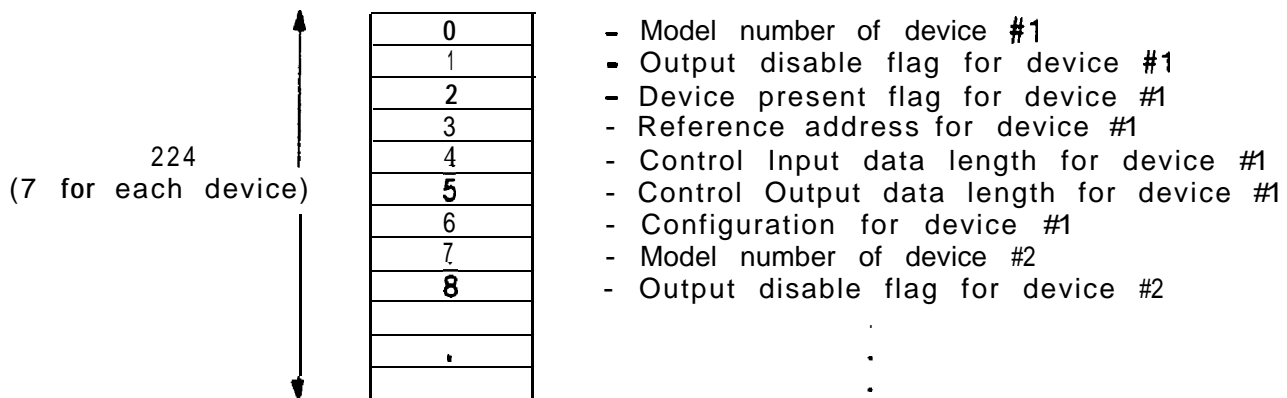 0 - Model number of device #1
1 - Output disable flag for device #1
2 - Device present flag for device #1
3 - Reference address for device #1
224 4 - Control Input data length for device #1
(7 for each device) 5 - Control Output data length for device #1
6 - Configuration for device #1
7 - Model number of device #2
8 - Output disable flag for device #2
.
. .
.